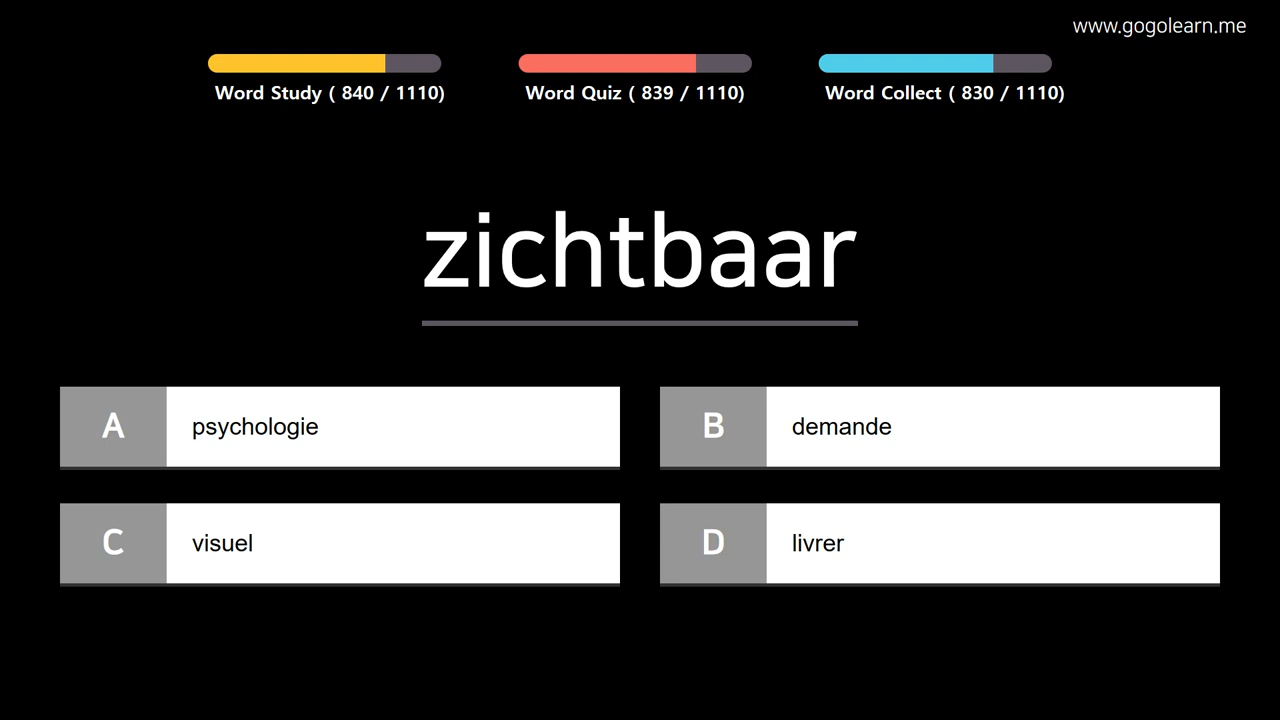 www.gogolearn.me
Word Study ( 840 / 1110)
Word Quiz ( 839 / 1110)
Word Collect ( 830 / 1110)
zichtbaar
A psychologie
B demande
C visuel
D livrer